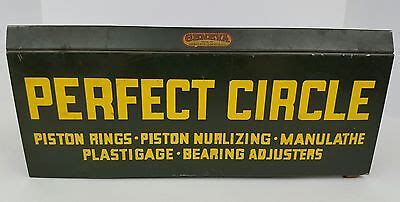 PERFECT CIRCLE
PISTON RINGS · PISTON NURLIZING · MANULATHE
PLASTIGAGE · BEARING ADJUSTERS